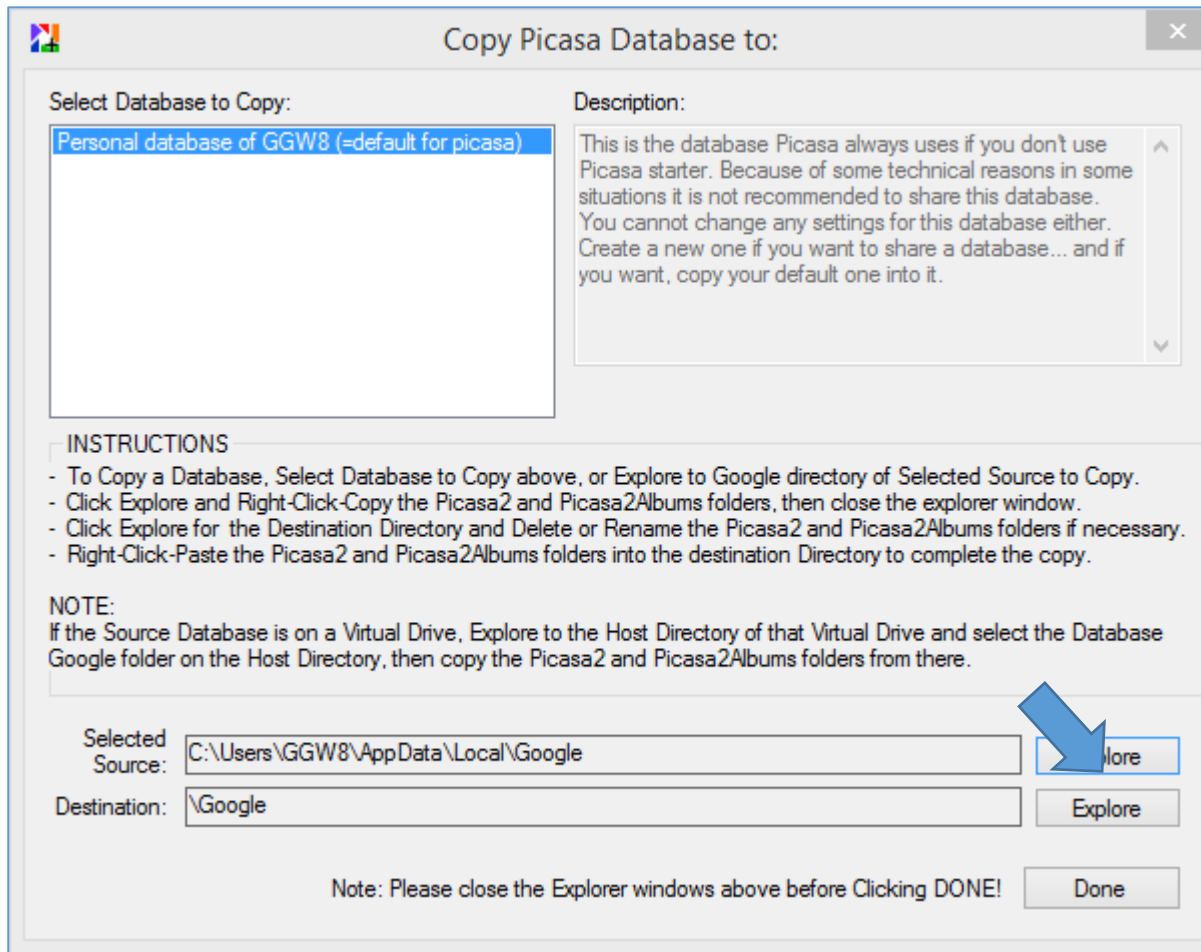 Copy Picasa Database to:
Select Database to Copy:
Description:
Personal database of GGW8 (=default for picasa)
This is the database Picasa always uses if you don't use
Picasa starter. Because of some technical reasons in some
situations it is not recommended to share this database.
You cannot change any settings for this database either.
Create a new one if you want to share a database... and if
you want, copy your default one into it.
INSTRUCTIONS
- To Copy a Database, Select Database to Copy above, or Explore to Google directory of Selected Source to Copy.
- Click Explore and Right-Click-Copy the Picasa2 and Picasa2Albums folders, then close the explorer window.
- Click Explore for the Destination Directory and Delete or Rename the Picasa2 and Picasa2Albums folders if necessary.
- Right-Click-Paste the Picasa2 and Picasa2Albums folders into the destination Directory to complete the copy.
NOTE:
If the Source Database is on a Virtual Drive, Explore to the Host Directory of that Virtual Drive and select the Database
Google folder on the Host Directory, then copy the Picasa2 and Picasa2Albums folders from there.
Selected
Source:
C:\Users\GGW8\AppData\Local\Google
Destination:
\Google
Explore
Note: Please close the Explorer windows above before Clicking DONE!
Done